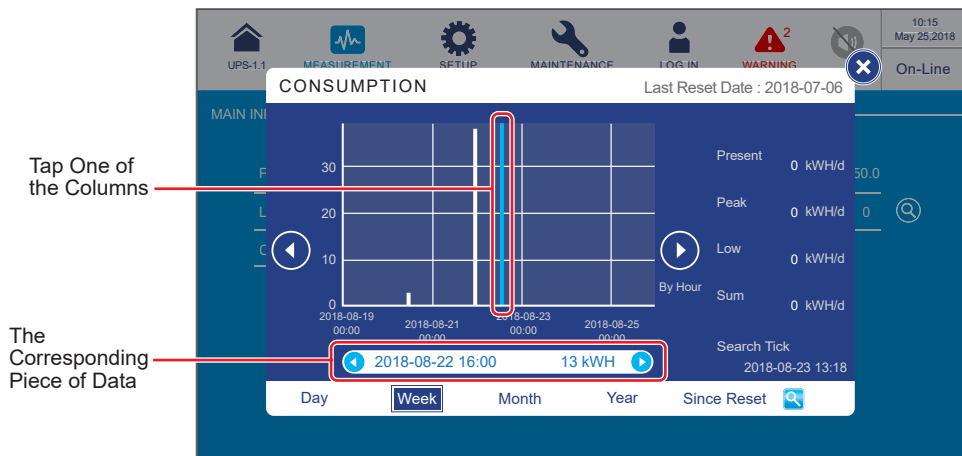 10:15
May 25,2018
2
UPS-1.1 MEASUREMENT SETUP MAINTENANCE LOG IN WARNING On-Line
CONSUMPTION Last Reset Date : 2018-07-06
MAIN IN
Tap One of
the Columns
30
20
10
0
2018-08-19
00:00
2018-08-21
00:00
2018-08-23
00:00
2018-08-25
00:00
By Hour
Present
0 kWH/d
Peak
0 kWH/d
Low
0 kWH/d
Sum
0 kWH/d
Search Tick
2018-08-23 13:18
50.0
L
0
The
Corresponding
Piece of Data
2018-08-22 16:00 13 kWH
Day Week Month Year Since Reset